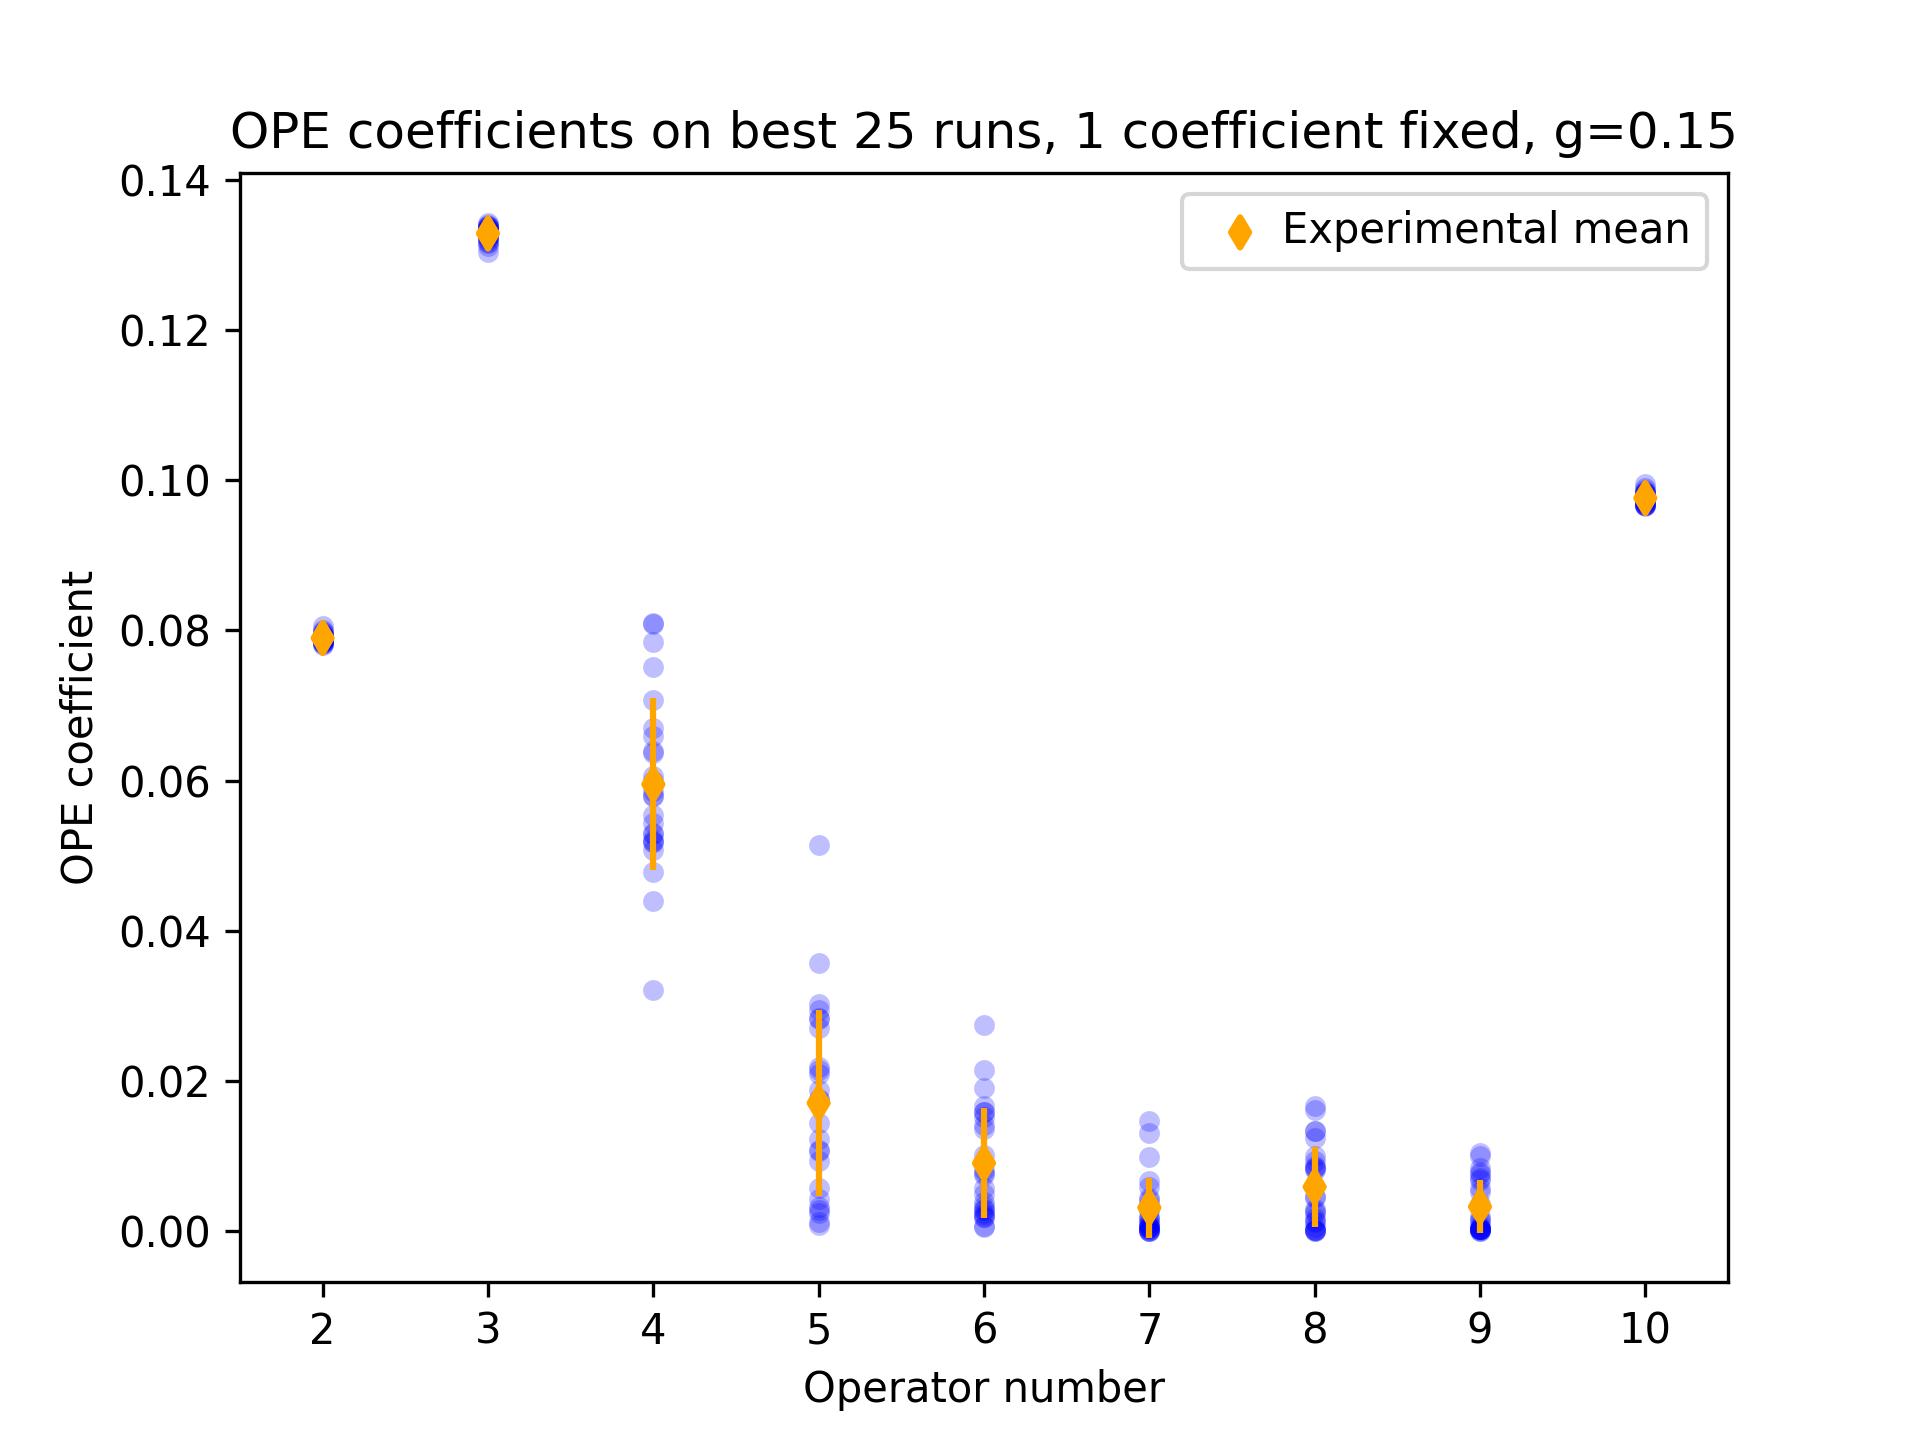 OPE coefficients on best 25 runs, 1 coefficient fixed, g=0.15
Experimental mean
0.14
0.12
0.10
0.08
0.06
0.04
0.02
0.00
OPE coefficient
2 3 4 5 6 7 8 9 10
Operator number